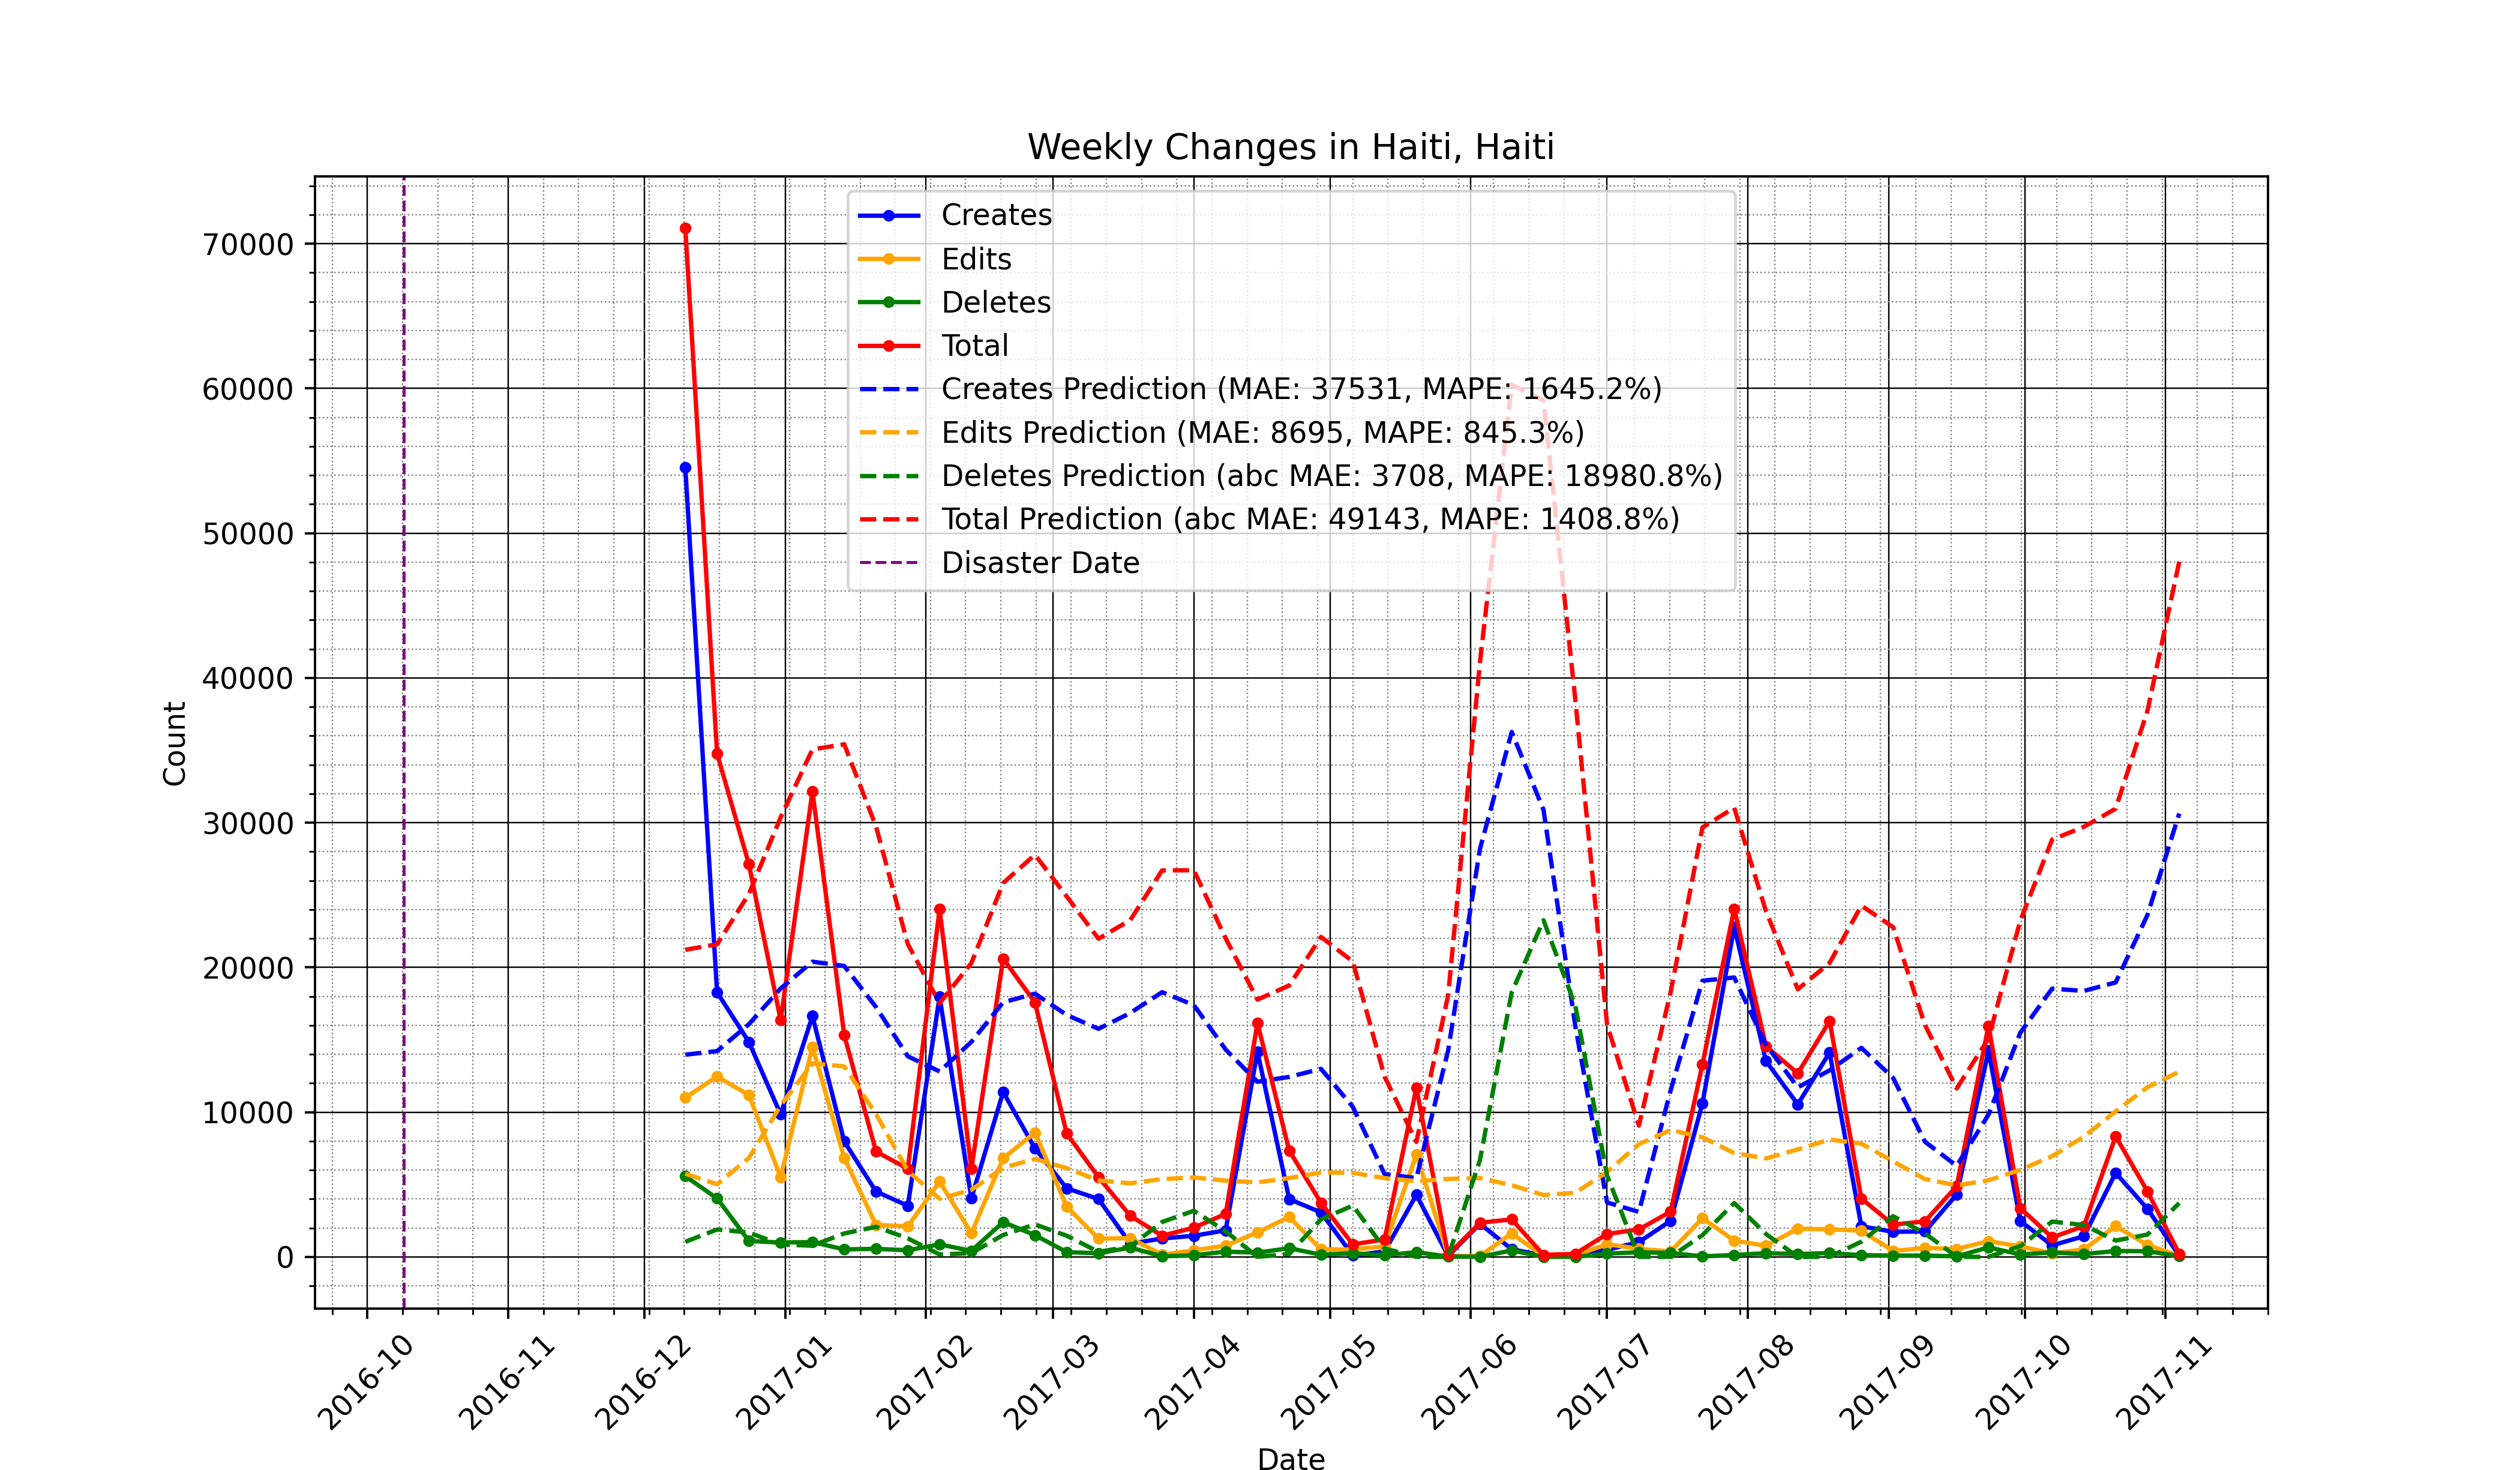 Weekly Changes in Haiti, Haiti
Creates
Edits
Deletes
Total
Creates Prediction (MAE: 37531, MAPE: 1645.2%)
Edits Prediction (MAE: 8695, MAPE: 845.3%)
Deletes Prediction (abc MAE: 3708, MAPE: 18980.8%)
Total Prediction (abc MAE: 49143, MAPE: 1408.8%)
Disaster Date
70000
60000
50000
40000
30000
20000
10000
0
Count
2016-10
2016-11
2016-12
2017-01
2017-02
2017-03
2017-04
2017-05
2017-06
2017-07
2017-08
2017-09
2017-10
2017-11
Date